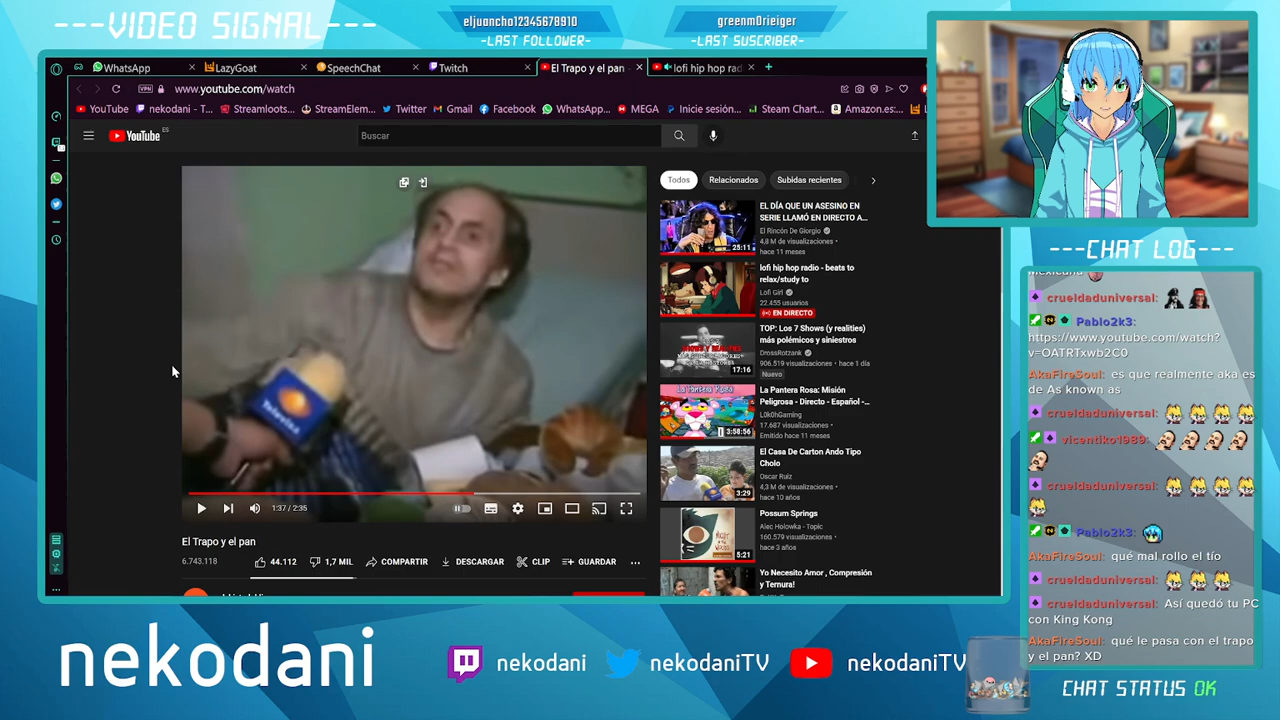 ---VIDEO SIGNAL---
eljuancho12345678910
-LAST FOLLOWER-
greenm0rieiger
-LAST SUSCRIBER-
WhatsApp
LazyGoat
SpeechChat
Twitch
El Trapo y el pan -
lofi hip hop rad
VPN
www.youtube.com/watch
YouTube
nekodani - T...
Streamloots...
StreamElem...
Twitter
Gmail
Facebook
WhatsApp...
MEGA
Inicie sesión...
Steam Chart...
Amazon.es:...
YouTube ES
Buscar
Todos
Relacionados
Subidas recientes
EL DÍA QUE UN ASESINO EN
SERIE LLAMÓ EN DIRECTO A...
El Rincón De Giorgio
4,8 M de visualizaciones •
hace 11 meses
25:11
lofi hip hop radio - beats to
relax/study to
Lofi Girl
22.455 usuarios
EN DIRECTO
TOP: Los 7 Shows (y realities)
más polémicos y siniestros
DrossRotzank
906.519 visualizaciones • hace 1 día
Nuevo
17:16
La Pantera Rosa: Misión
Peligrosa - Directo - Español -...
L0k0hGaming
17.687 visualizaciones •
Emitido hace 11 meses
3:58:56
El Casa De Carton Ando Tipo
Cholo
Oscar Ruiz
4,3 M de visualizaciones •
hace 10 años
3:29
Possum Springs
Alec Holowka - Topic
160.579 visualizaciones •
hace 3 años
5:21
Yo Necesito Amor , Compresión
y Ternura!
Televisa
1:37 / 2:35
El Trapo y el pan
6.743.118
44.112
1,7 MIL
COMPARTIR
DESCARGAR
CLIP
GUARDAR
---CHAT LOG---
Mexicana
crueldaduniversal:
Pablo2k3:
https://www.youtube.com/watch?
v=OATRTxwb2C0
AkaFireSoul: es que realmente aka es
de As known as
crueldaduniversal:
vicentiko1989:
crueldaduniversal:
Pablo2k3:
AkaFireSoul: qué mal rollo el tío
crueldaduniversal:
crueldaduniversal: Así quedó tu PC
con King Kong
AkaFireSoul: qué le pasa con el trapo
y el pan? XD
nekodani
nekodani
nekodaniTV
nekodaniTV
CHAT STATUS OK